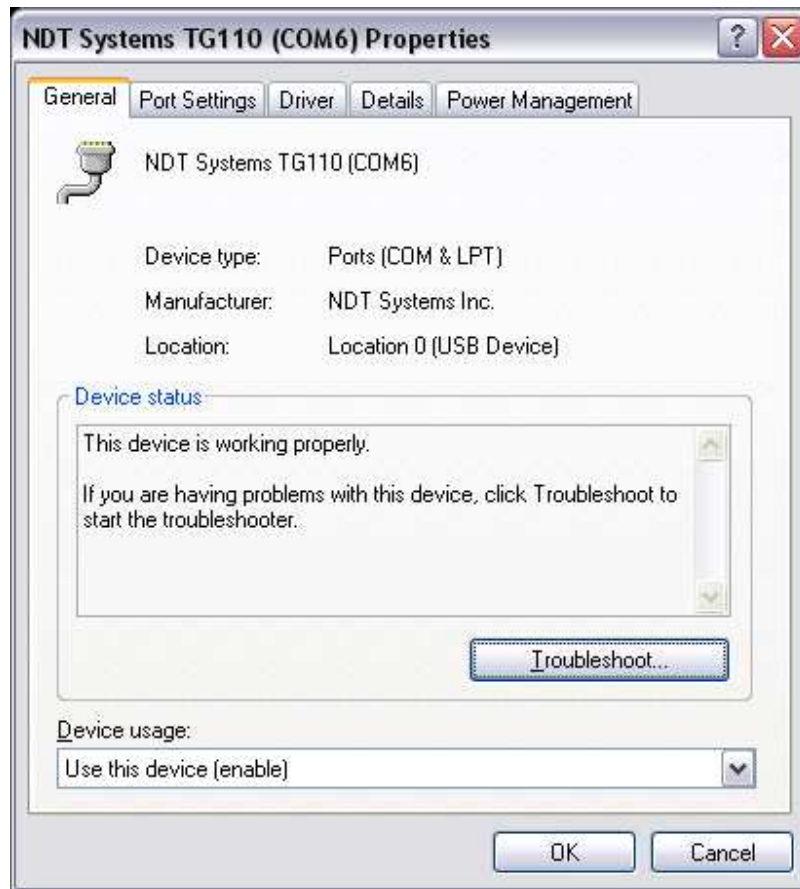 NDT Systems TG110 (COM6) Properties
General Port Settings Driver Details Power Management
NDT Systems TG110 (COM6)
Device type: Ports (COM & LPT)
Manufacturer: NDT Systems Inc.
Location: Location 0 (USB Device)
Device status
This device is working properly.
If you are having problems with this device, click Troubleshoot to
start the troubleshooter.
Troubleshoot...
Device usage:
Use this device (enable)
OK Cancel